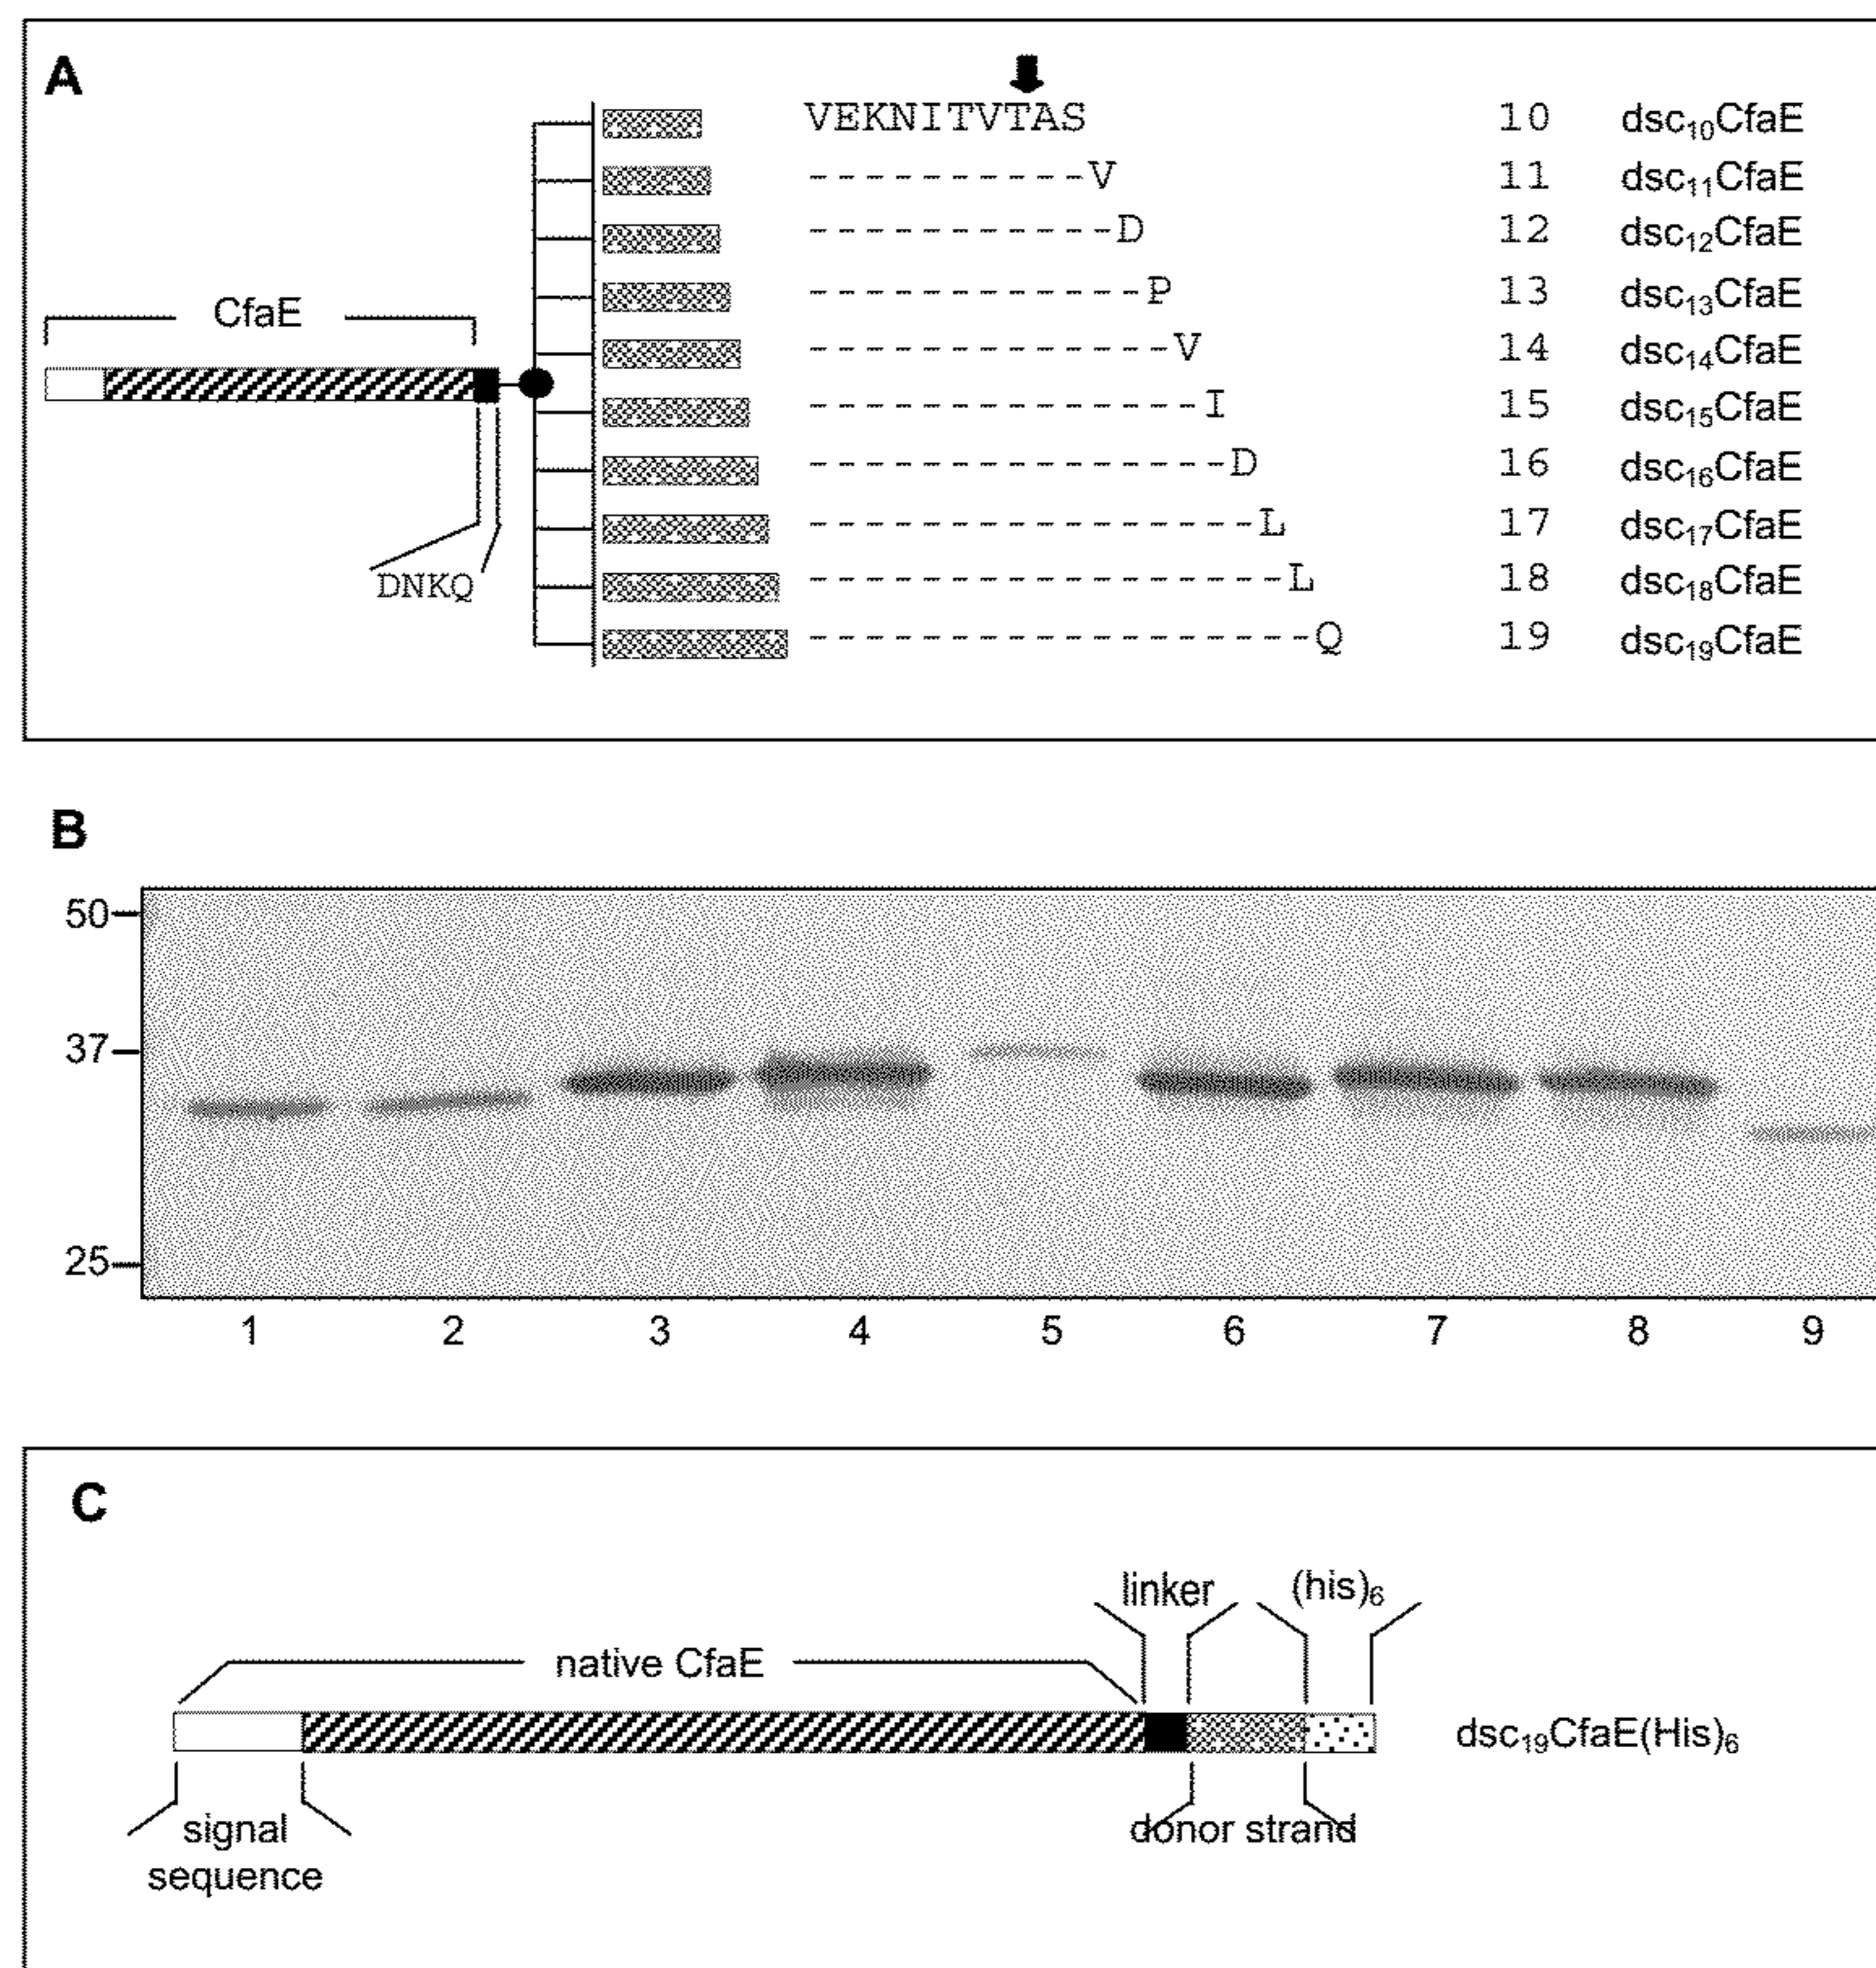 A
VEKNITVTAS 10 dsc₁₀CfaE
-----------V 11 dsc₁₁CfaE
-----------D 12 dsc₁₂CfaE
------------P 13 dsc₁₃CfaE
-------------V 14 dsc₁₄CfaE
--------------I 15 dsc₁₅CfaE
---------------D 16 dsc₁₆CfaE
----------------L 17 dsc₁₇CfaE
-----------------L 18 dsc₁₈CfaE
------------------Q 19 dsc₁₉CfaE
CfaE
DNKQ
B
50
37
25
1 2 3 4 5 6 7 8 9
C
linker (his)₆
native CfaE
dsc₁₉CfaE(His)₆
signal
sequence
donor strand